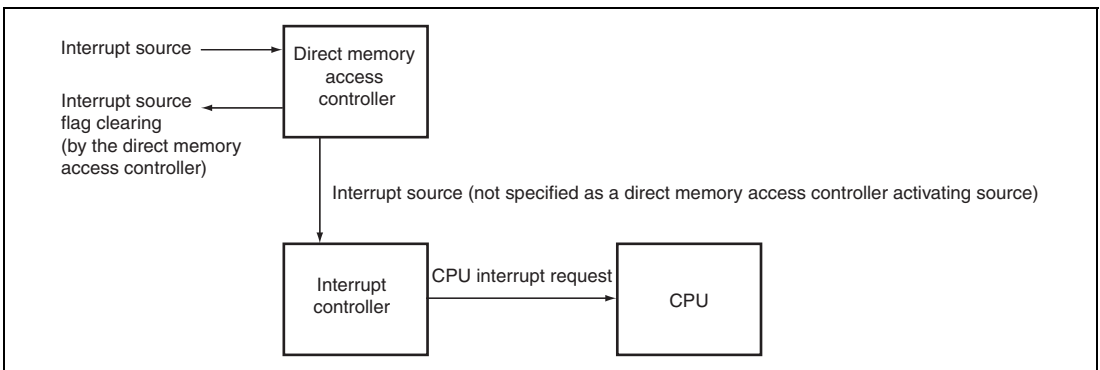 Interrupt source
Direct memory
access
controller
Interrupt source
flag clearing
(by the direct memory
access controller)
Interrupt source (not specified as a direct memory access controller activating source)
Interrupt
controller
CPU interrupt request
CPU